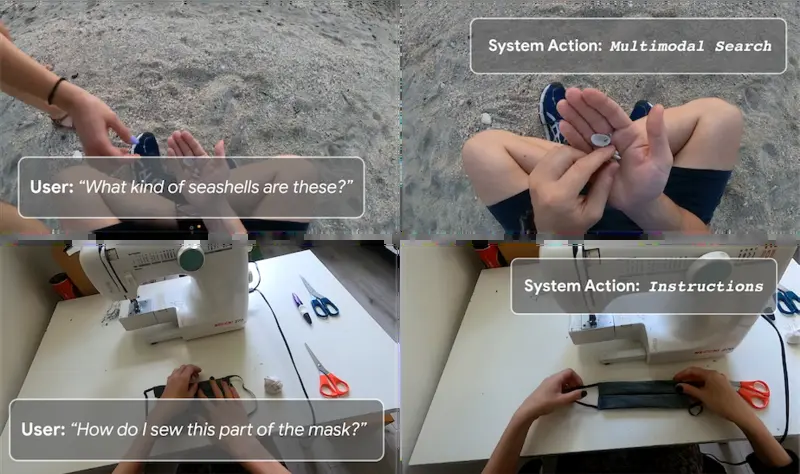 User: “What kind of seashells are these?”
System Action: Multimodal Search
User: “How do I sew this part of the mask?”
System Action: Instructions